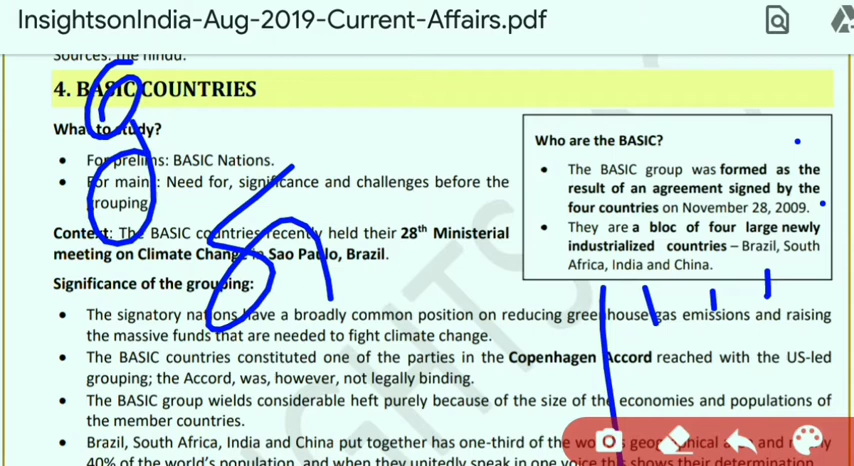 InsightsonIndia-Aug-2019-Current-Affairs.pdf
Sources: the hindu.
4. BASIC COUNTRIES
What to study?
• For prelims: BASIC Nations.
• For mains: Need for, significance and challenges before the
grouping.
Context: The BASIC countries recently held their 28th Ministerial
meeting on Climate Change in Sao Paulo, Brazil.
Who are the BASIC?
• The BASIC group was formed as the
result of an agreement signed by the
four countries on November 28, 2009.
• They are a bloc of four large newly
industrialized countries – Brazil, South
Africa, India and China.
Significance of the grouping:
• The signatory nations have a broadly common position on reducing greenhouse gas emissions and raising
the massive funds that are needed to fight climate change.
• The BASIC countries constituted one of the parties in the Copenhagen Accord reached with the US-led
grouping; the Accord, was, however, not legally binding.
• The BASIC group wields considerable heft purely because of the size of the economies and populations of
the member countries.
• Brazil, South Africa, India and China put together has one-third of the world's geographical area and nearly
40% of the world's population, and when they unitedly speak in one voice this shows their determination